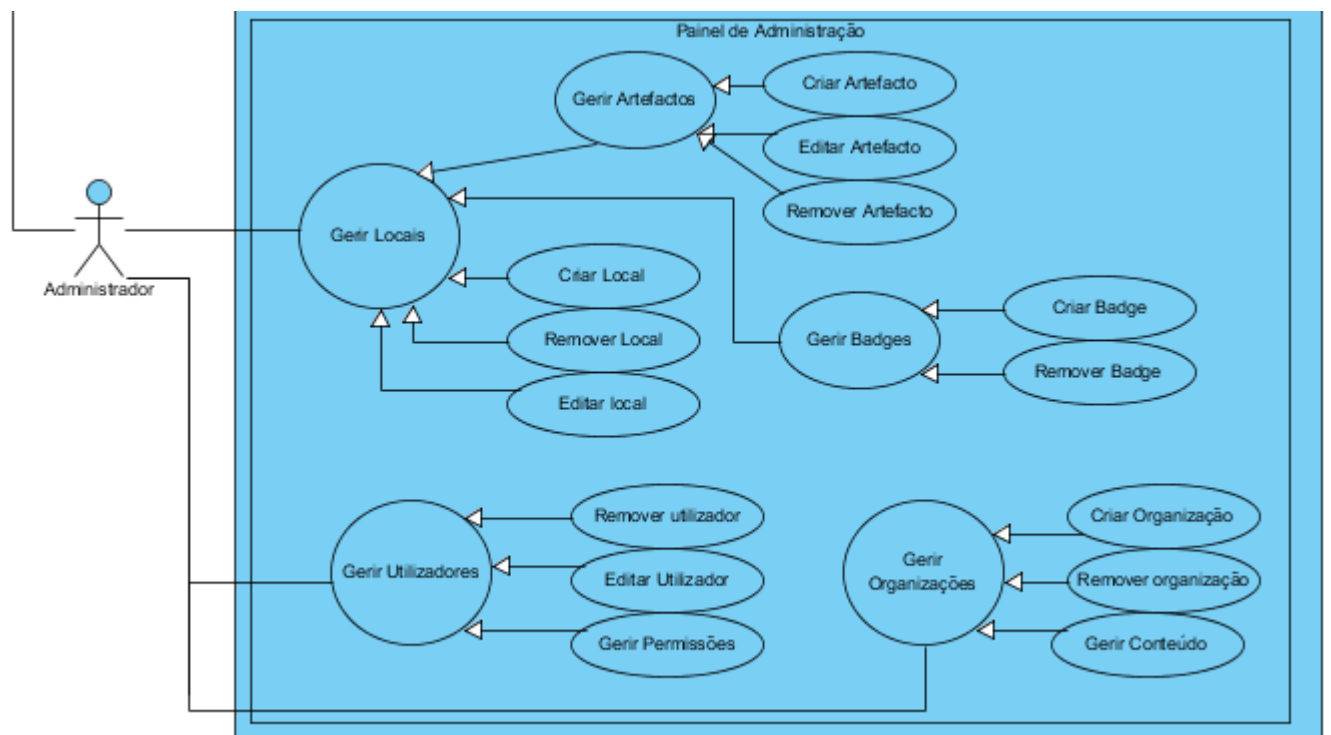 Painel de Administração
Gerir Artefactos
Criar Artefacto
Editar Artefacto
Remover Artefacto
Gerir Locais
Administrador
Criar Local
Remover Local
Editar local
Gerir Badges
Criar Badge
Remover Badge
Gerir Utilizadores
Remover utilizador
Editar Utilizador
Gerir Permissões
Gerir
Organizações
Criar Organização
Remover organização
Gerir Conteúdo